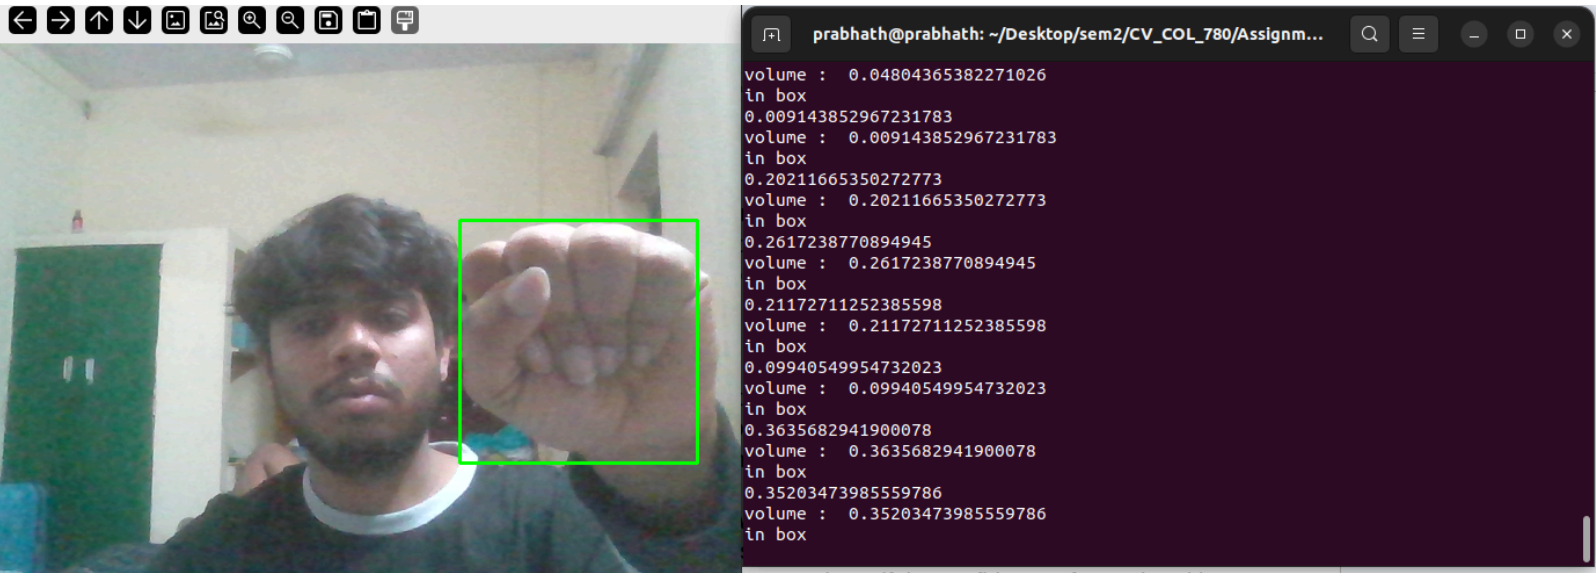 prabhath@prabhath: ~/Desktop/sem2/CV_COL_780/Assignm...
volume :  0.04804365382271026
in box
0.009143852967231783
volume :  0.009143852967231783
in box
0.20211665350272773
volume :  0.20211665350272773
in box
0.2617238770894945
volume :  0.2617238770894945
in box
0.21172711252385598
volume :  0.21172711252385598
in box
0.09940549954732023
volume :  0.09940549954732023
in box
0.3635682941900078
volume :  0.3635682941900078
in box
0.35203473985559786
volume :  0.35203473985559786
in box